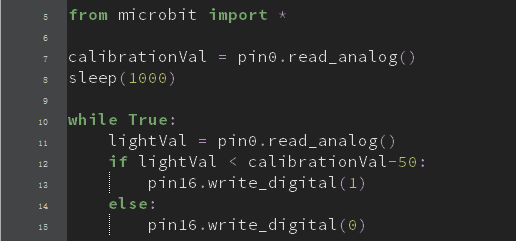 5 from microbit import *
6
7 calibrationVal = pin0.read_analog()
8 sleep(1000)
9
10 while True:
11     lightVal = pin0.read_analog()
12     if lightVal < calibrationVal-50:
13         pin16.write_digital(1)
14     else:
15         pin16.write_digital(0)